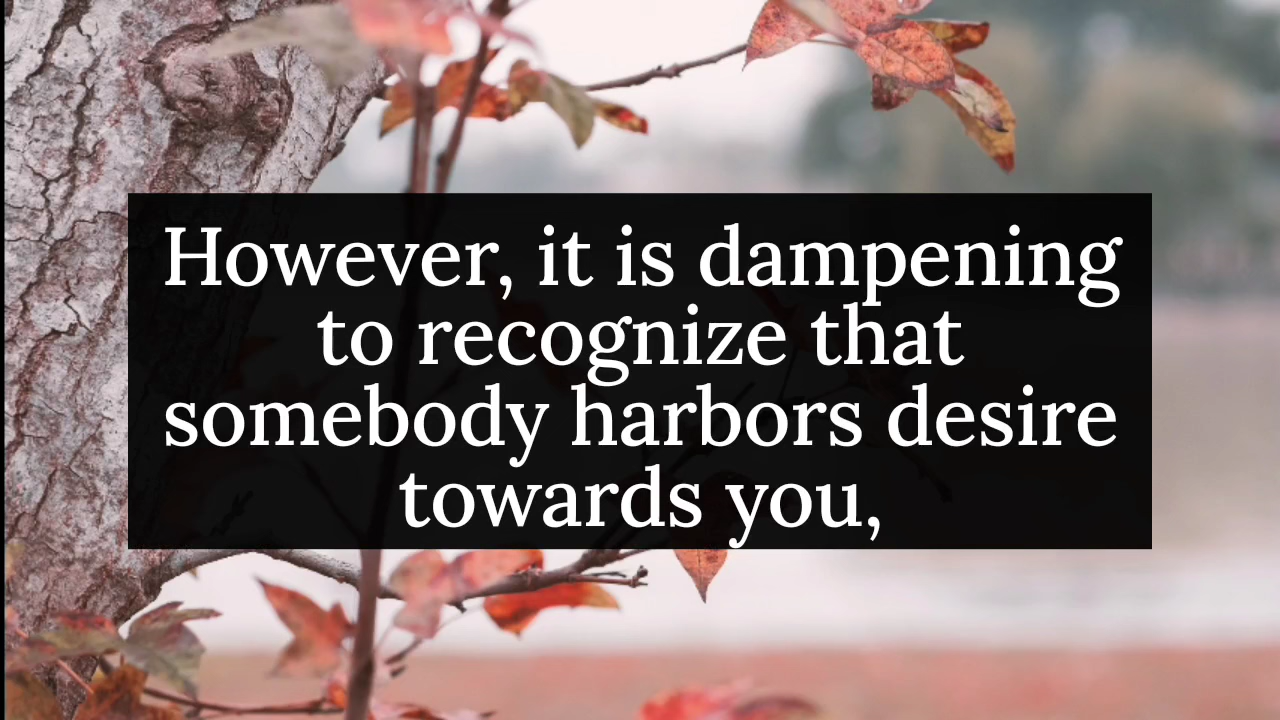 However, it is dampening
to recognize that
somebody harbors desire
towards you,